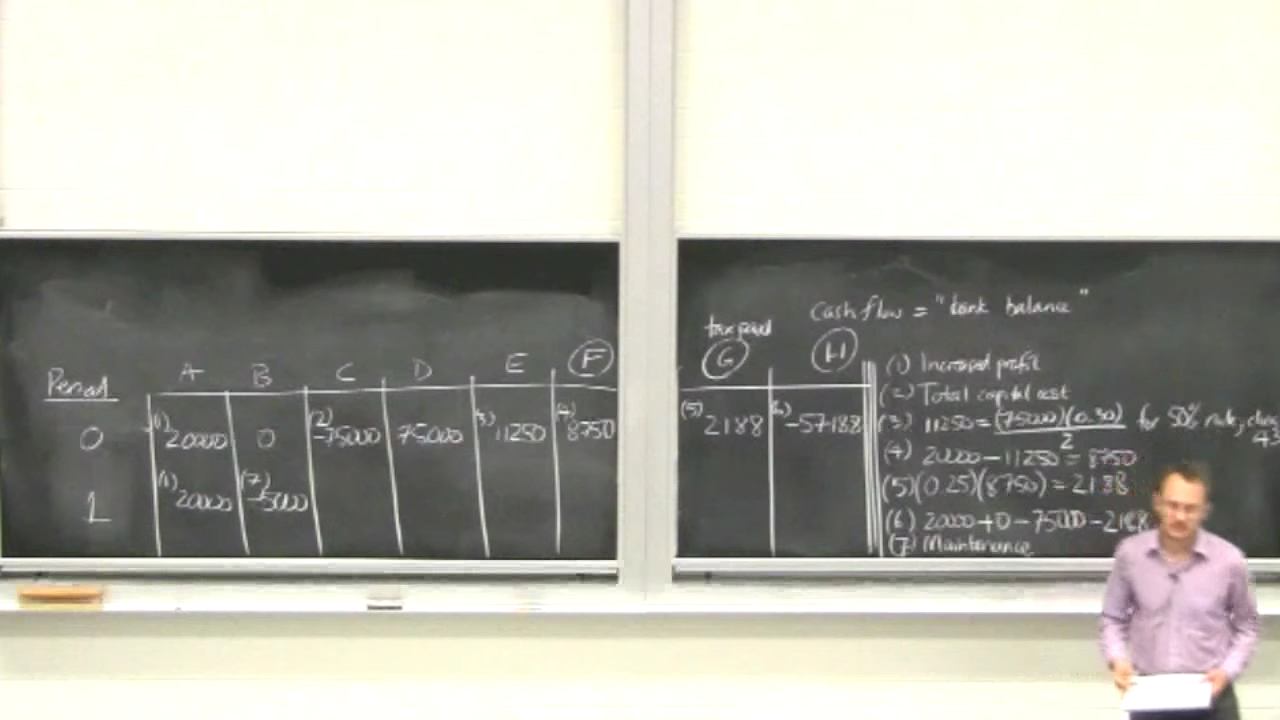 Period A B C D E F
0 (1) 20000 0 (2) -75000 75000 (3) 11250 (4) 8750
1 (1) 20000 (7) -5000
Cash flow = "bank balance"
tax paid
G H
(5) 2188 (6) -57188
(1) Increased profit
(2) Total capital cost
(3) 11250 = (75000)(0.30) / 2 for 50% rule,
(4) 20000 - 11250 = 8750
(5) (0.25)(8750) = 2188
(6) 20000 + 0 - 75000 - 2188
(7) Maintenance